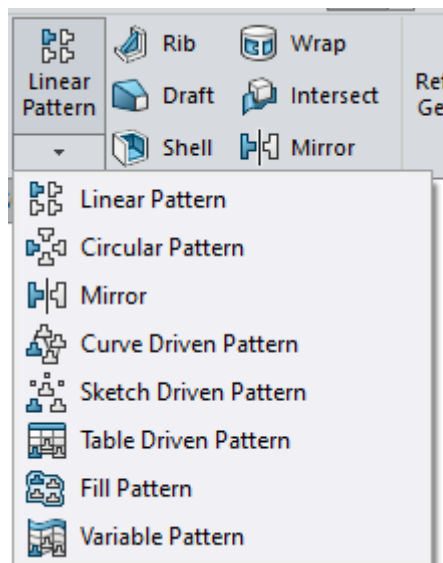 Linear
Pattern
Rib
Wrap
Draft
Intersect
Shell
Mirror
Linear Pattern
Circular Pattern
Mirror
Curve Driven Pattern
Sketch Driven Pattern
Table Driven Pattern
Fill Pattern
Variable Pattern